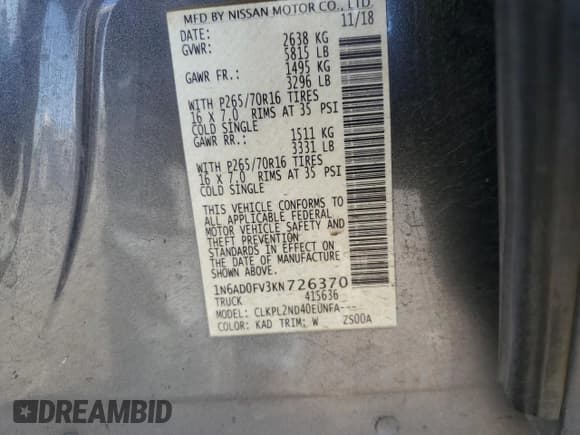 MFD BY NISSAN MOTOR CO., LTD.
DATE: 11/18
GVWR: 2638 KG
5815 LB
GAWR FR.: 1495 KG
3296 LB
WITH P265/70R16 TIRES
16 X 7.0 RIMS AT 35 PSI
COLD SINGLE
GAWR RR.: 1511 KG
3331 LB
WITH P265/70R16 TIRES
16 X 7.0 RIMS AT 35 PSI
COLD SINGLE
THIS VEHICLE CONFORMS TO
ALL APPLICABLE FEDERAL
MOTOR VEHICLE SAFETY AND
THEFT PREVENTION
STANDARDS IN EFFECT ON
THE DATE OF MANUFACTURE
SHOWN ABOVE.
1N6AD0FV3KN726370
TRUCK 415636
MODEL: CLKPL2ND40EUNFA----
COLOR: KAD TRIM: W ZS00A
DREAMBID